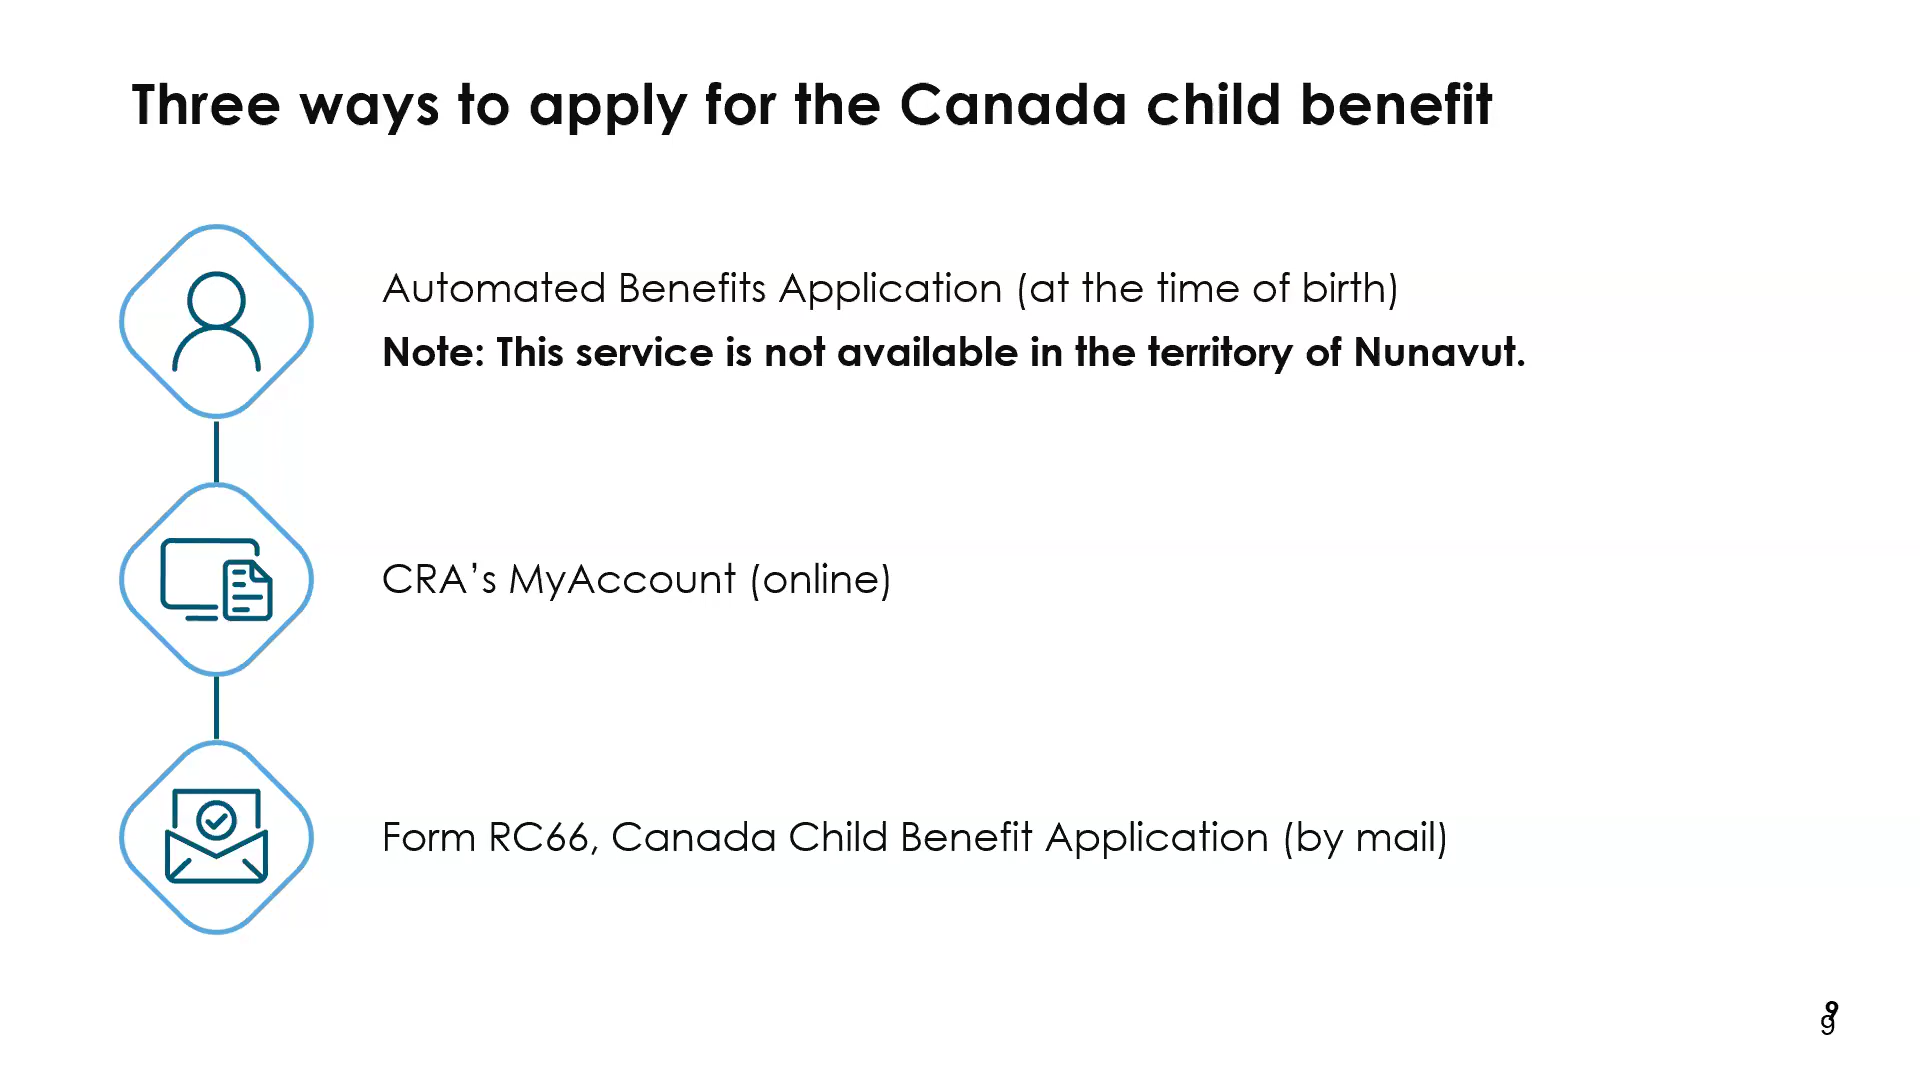 Three ways to apply for the Canada child benefit
Automated Benefits Application (at the time of birth)
Note: This service is not available in the territory of Nunavut.
CRA’s MyAccount (online)
Form RC66, Canada Child Benefit Application (by mail)
9
9